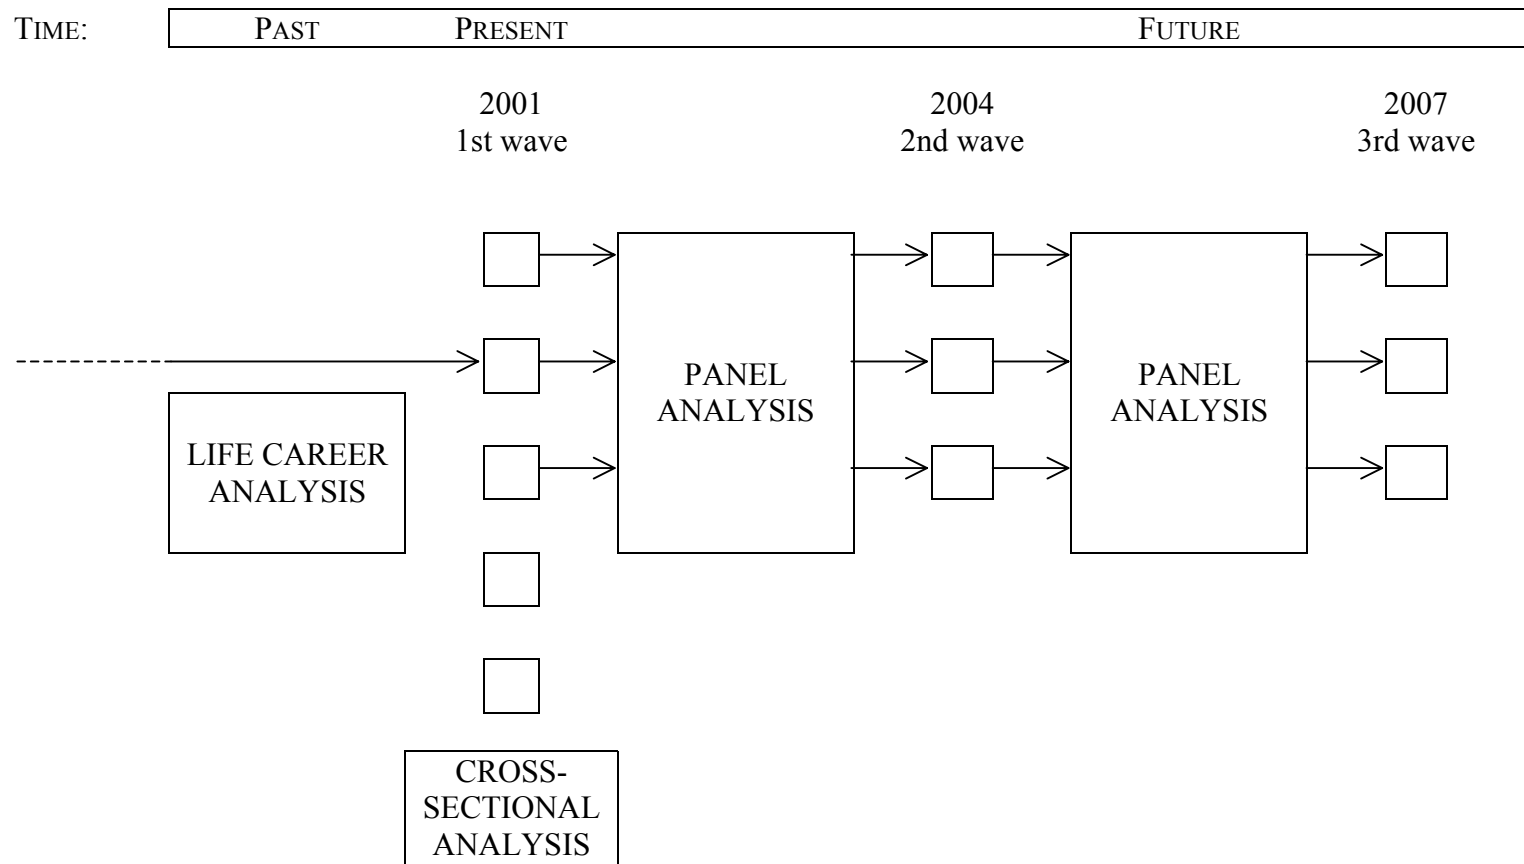 TIME: PAST PRESENT FUTURE
2001 2004 2007
1st wave 2nd wave 3rd wave
PANEL
ANALYSIS
PANEL
ANALYSIS
LIFE CAREER
ANALYSIS
CROSS-
SECTIONAL
ANALYSIS